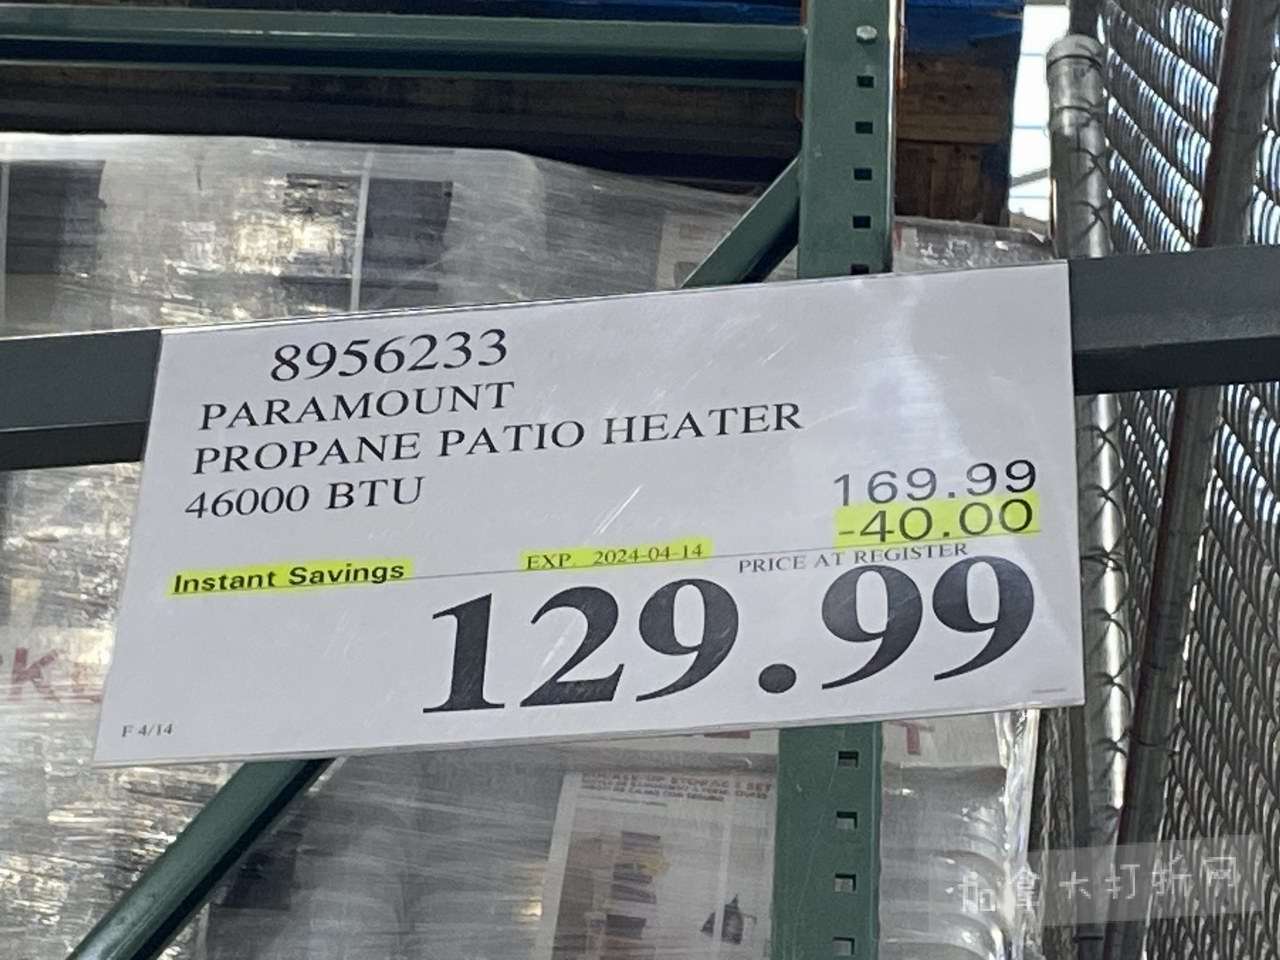 8956233
PARAMOUNT
PROPANE PATIO HEATER
46000 BTU
169.99
-40.00
Instant Savings
EXP. 2024-04-14
PRICE AT REGISTER
129.99
F 4/14
加拿大打折网